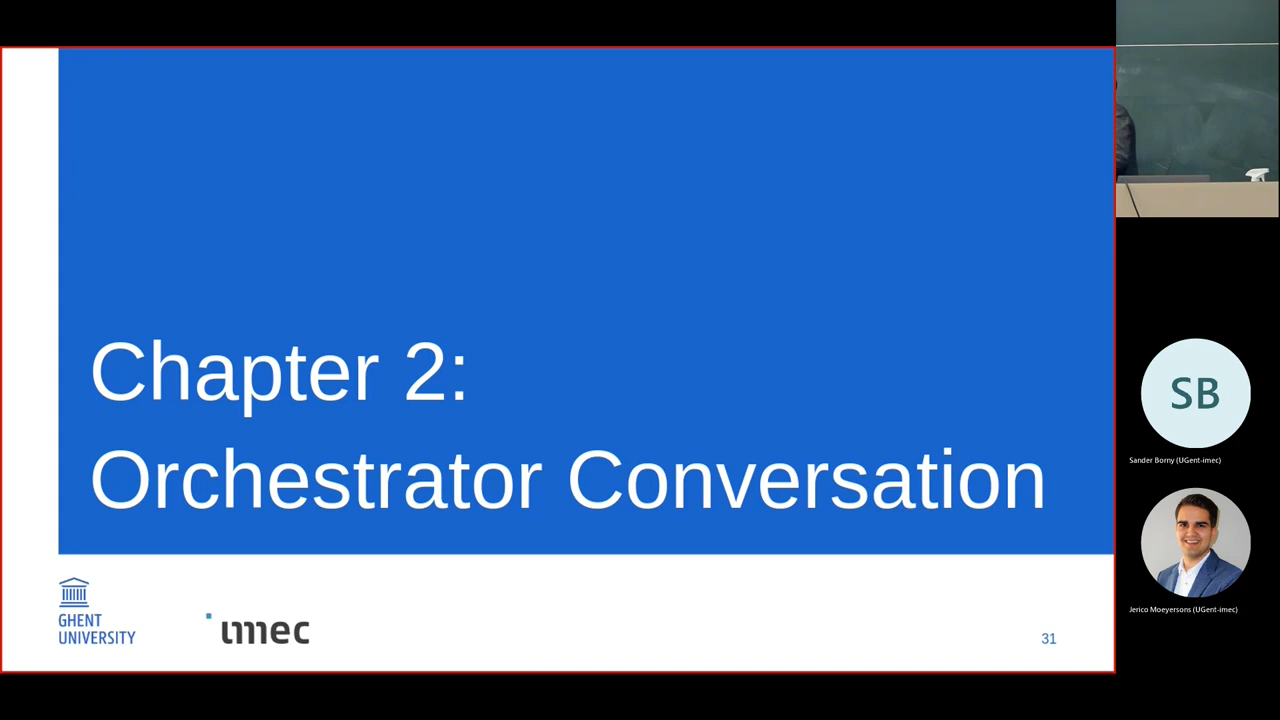 Chapter 2:
Orchestrator Conversation
GHENT
UNIVERSITY
imec
31
SB
Sander Borny (UGent-imec)
Jerico Moeyersons (UGent-imec)